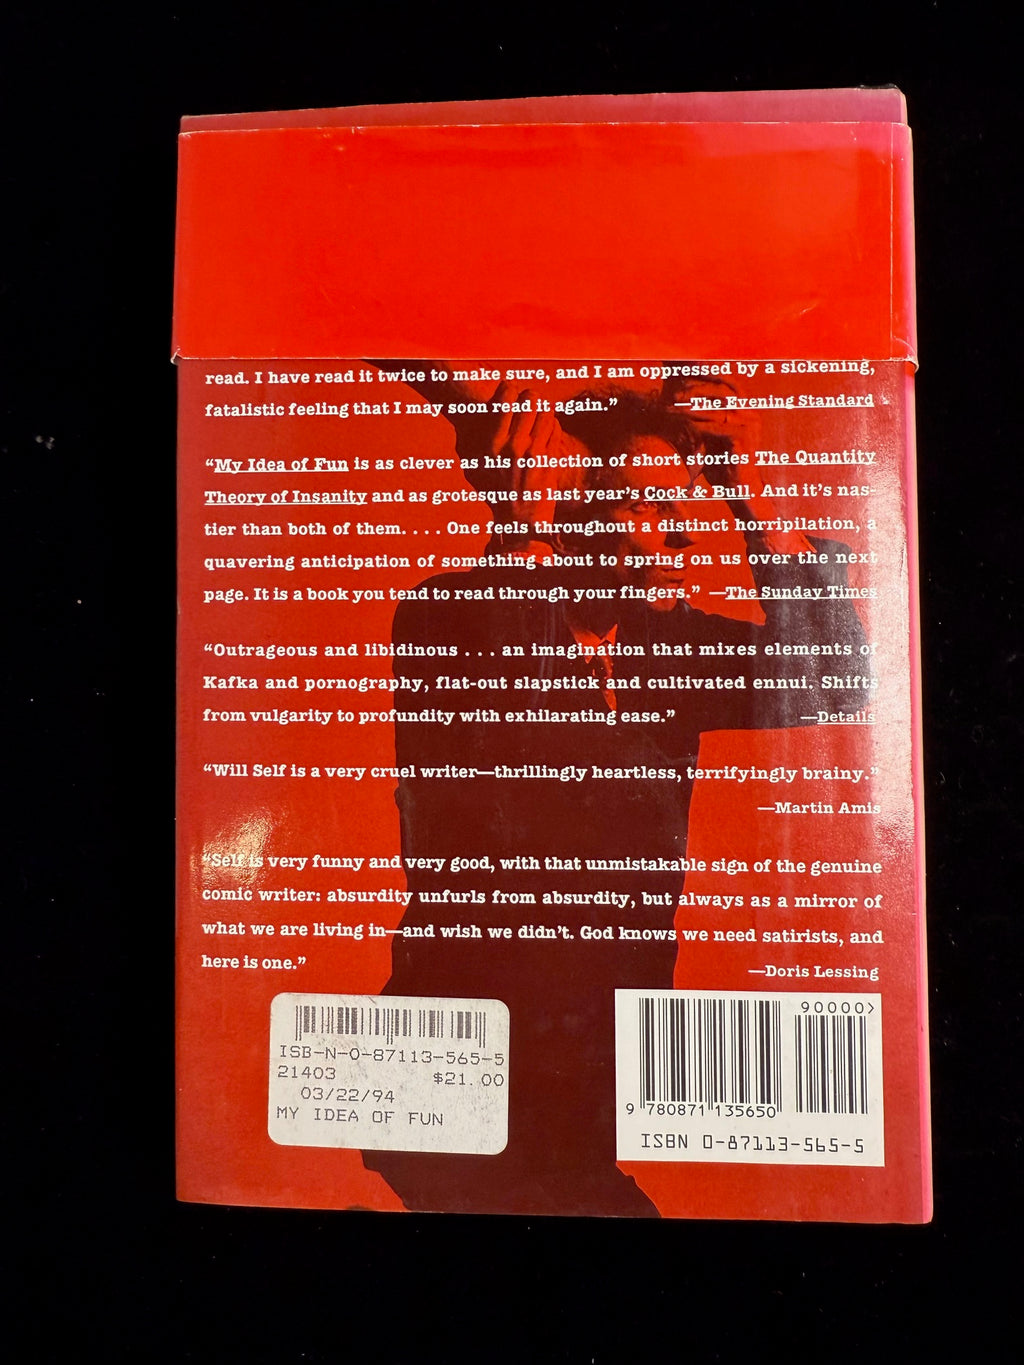 read. I have read it twice to make sure, and I am oppressed by a sickening,
fatalistic feeling that I may soon read it again.” —The Evening Standard
“My Idea of Fun is as clever as his collection of short stories The Quantity
Theory of Insanity and as grotesque as last year’s Cock & Bull. And it’s nas-
tier than both of them. . . . One feels throughout a distinct horripilation, a
quavering anticipation of something about to spring on us over the next
page. It is a book you tend to read through your fingers.” —The Sunday Times
“Outrageous and libidinous . . . an imagination that mixes elements of
Kafka and pornography, flat-out slapstick and cultivated ennui. Shifts
from vulgarity to profundity with exhilarating ease.” —Details
“Will Self is a very cruel writer—thrillingly heartless, terrifyingly brainy.”
—Martin Amis
“Self is very funny and very good, with that unmistakable sign of the genuine
comic writer: absurdity unfurls from absurdity, but always as a mirror of
what we are living in—and wish we didn’t. God knows we need satirists, and
here is one.” —Doris Lessing
ISB-N-0-87113-565-5
21403 $21.00
03/22/94
MY IDEA OF FUN
90000>
9 780871 135650
ISBN 0-87113-565-5